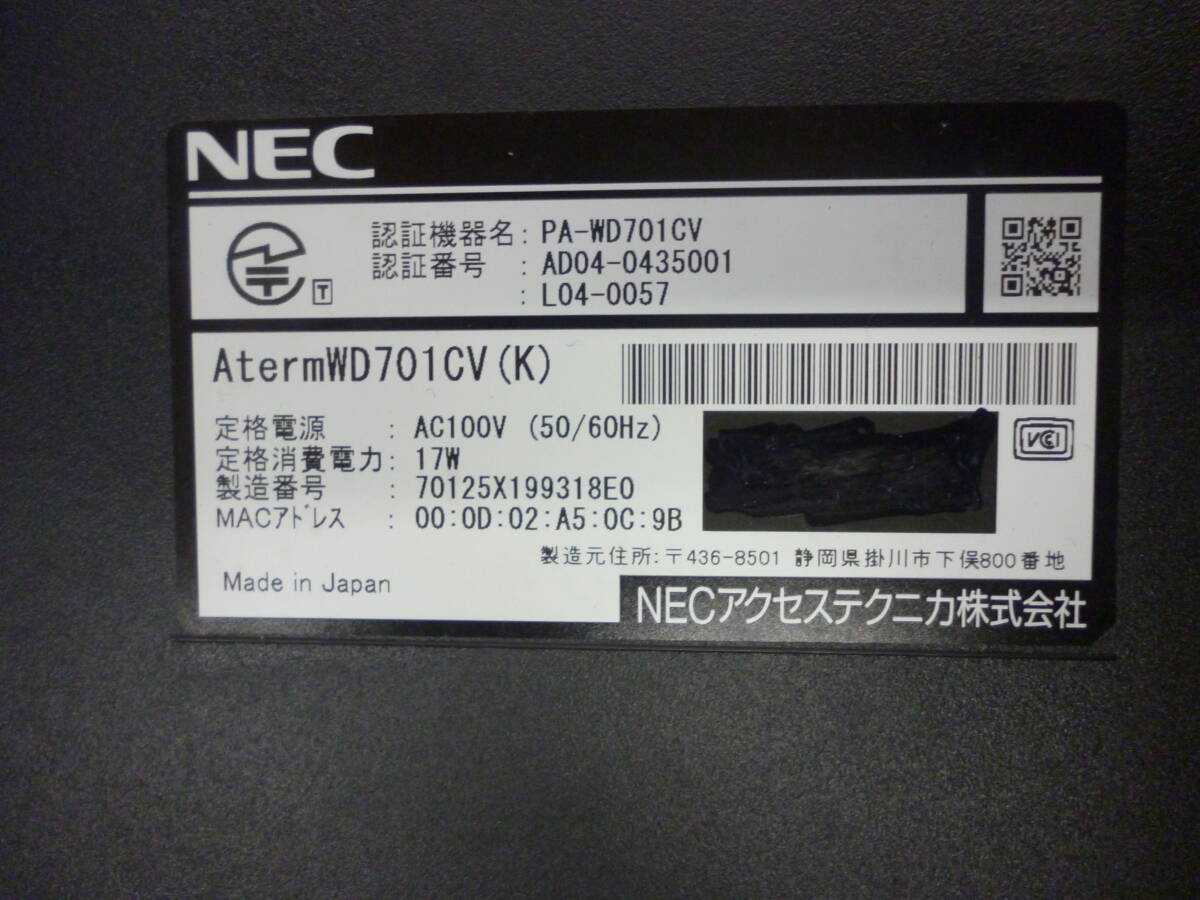 NEC
認証機器名: PA-WD701CV
認証番号 : AD04-0435001
: L04-0057
T
AtermWD701CV(K)
定格電源 : AC100V (50/60Hz)
定格消費電力: 17W
製造番号 : 70125X199318E0
MACアドレス : 00:0D:02:A5:0C:9B
VCCI
製造元住所:〒436-8501 静岡県掛川市下俣800番地
Made in Japan
NECアクセステクニカ株式会社